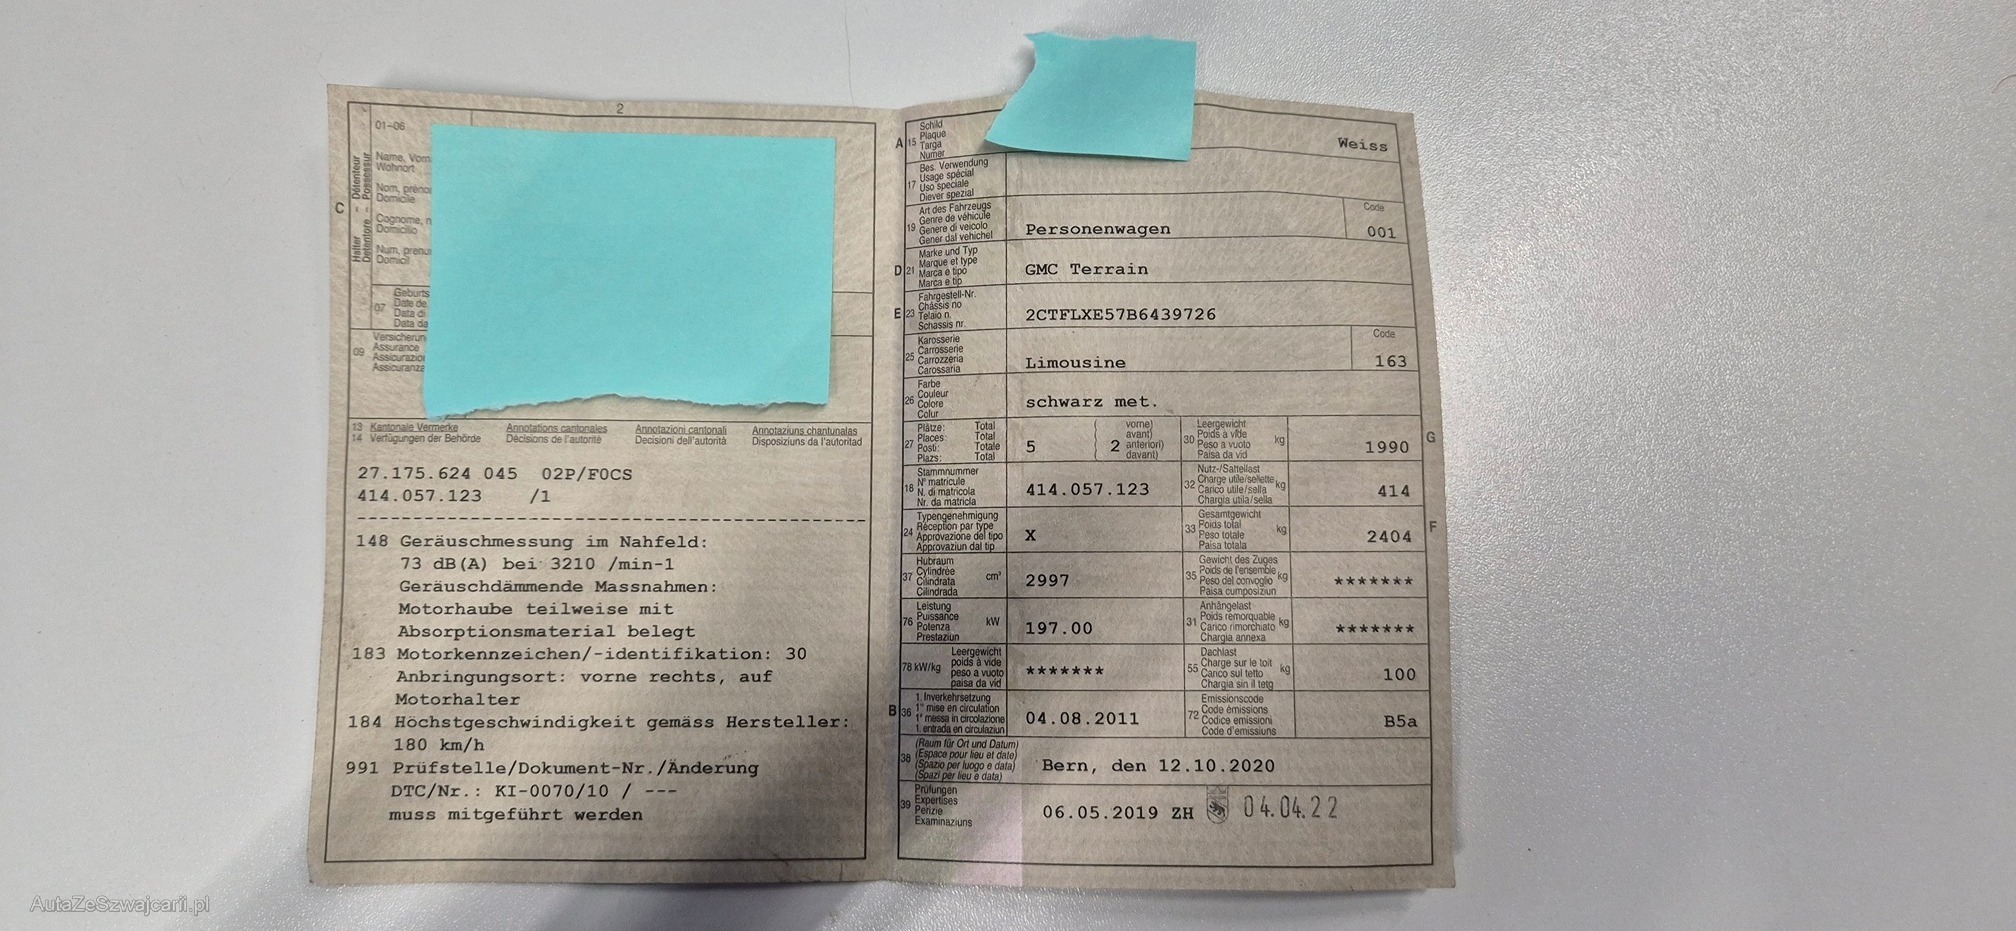 2
01-06
C
Halter - Détenteur
Detentore - Possessur
Name, Vorn
Wohnort
Nom, préno
Domicile
Cognome, n
Domicilio
Num, prenu
Domicil
07
Geburts
Date de
Data di
Data da
09
Versicherun
Assurance
Assicurazio
Assicuranza
13 Kantonale Vermerke Annotations cantonales Annotazioni cantonali Annotaziuns chantunalas
14 Verfügungen der Behörde Décisions de l'autorité Decisioni dell'autorità Disposiziuns da l'autoritad
27.175.624 045 02P/F0CS
414.057.123 /1
148 Geräuschmessung im Nahfeld:
73 dB(A) bei 3210 /min-1
Geräuschdämmende Massnahmen:
Motorhaube teilweise mit
Absorptionsmaterial belegt
183 Motorkennzeichen/-identifikation: 30
Anbringungsort: vorne rechts, auf
Motorhalter
184 Höchstgeschwindigkeit gemäss Hersteller:
180 km/h
991 Prüfstelle/Dokument-Nr./Änderung
DTC/Nr.: KI-0070/10 / ---
muss mitgeführt werden
A 15
Schild
Plaque
Targa
Numer
Weiss
17
Bes. Verwendung
Usage spécial
Uso speciale
Diever spezial
19
Art des Fahrzeugs
Genre de véhicule
Genere di veicolo
Gener dal vehichel
Personenwagen
Code
001
D 21
Marke und Typ
Marque et type
Marca e tipo
Marca e tip
GMC Terrain
E 23
Fahrgestell-Nr.
Châssis no
Telaio n.
Schassis nr.
2CTFLXE57B6439726
25
Karosserie
Carrosserie
Carrozzeria
Carossaria
Limousine
Code
163
26
Farbe
Couleur
Colore
Colur
schwarz met.
27
Plätze: Total
Places: Total
Posti: Totale
Plazs: Total
5
( 2
vorne)
avant)
anteriori)
davant)
30
Leergewicht
Poids à vide
Peso a vuoto
Paisa da vid
kg
1990
G
18
Stammnummer
N° matricule
N. di matricola
Nr. da matricla
414.057.123
32
Nutz-/Sattellast
Charge utile/sellette
Carico utile/sella
Chargia utila/sella
kg
414
24
Typengenehmigung
Réception par type
Approvazione del tipo
Approvaziun dal tip
X
33
Gesamtgewicht
Poids total
Peso totale
Paisa totala
kg
2404
F
37
Hubraum
Cylindrée
Cilindrata
Cilindrada
cm³
2997
35
Gewicht des Zuges
Poids de l'ensemble
Peso del convoglio
Paisa cumposiziun
kg
*******
76
Leistung
Puissance
Potenza
Prestaziun
kW
197.00
31
Anhängelast
Poids remorquable
Carico rimorchiato
Chargia annexa
kg
*******
78 kW/kg
Leergewicht
poids à vide
peso a vuoto
paisa da vid
*******
55
Dachlast
Charge sur le toit
Carico sul tetto
Chargia sin il tetg
kg
100
B 36
1. Inverkehrsetzung
1re mise en circulation
1a messa in circolazione
1. entrada en circulaziun
04.08.2011
72
Emissionscode
Code émissions
Codice emissioni
Code d'emissiuns
B5a
38
(Raum für Ort und Datum)
(Espace pour lieu et date)
(Spazio per luogo e data)
(Spazi per lieu e data)
Bern, den 12.10.2020
39
Prüfungen
Expertises
Perizie
Examinaziuns
06.05.2019 ZH 04.04.22
AutaZeSzwajcarii.pl